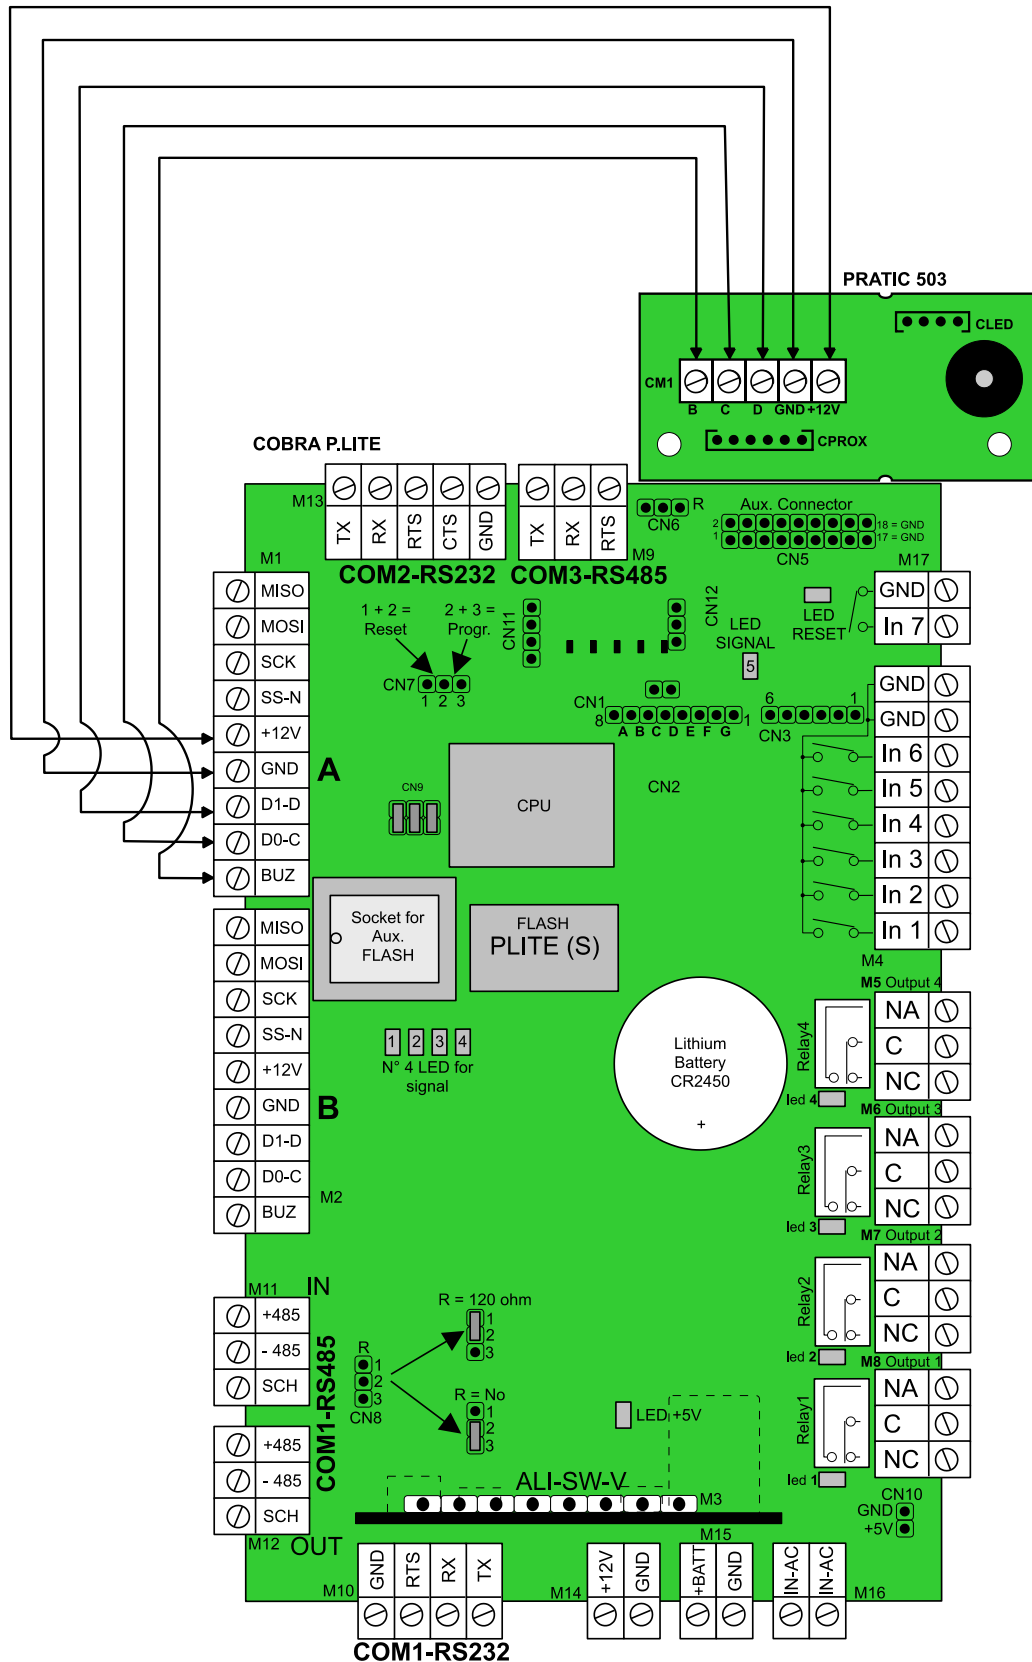 PRATIC 503
CLED
CM1
B C D GND +12V
CPROX
COBRA P.LITE
M13
TX RX RTS CTS GND
COM2-RS232
TX RX RTS
M9
COM3-RS485
R
CN6
Aux. Connector
2
1
18 = GND
17 = GND
CN5
M17
GND
In 7
LED
RESET
M1
MISO
MOSI
SCK
SS-N
+12V
GND
D1-D
D0-C
BUZ
A
1 + 2 =
Reset
2 + 3 =
Progr.
CN7
1 2 3
CN11
CN12
LED
SIGNAL
5
CN1
8
1
A B C D E F G
6
1
CN3
CN2
CN9
CPU
GND
GND
In 6
In 5
In 4
In 3
In 2
In 1
M4
Socket for
Aux.
FLASH
FLASH
PLITE (S)
MISO
MOSI
SCK
SS-N
+12V
GND
D1-D
D0-C
BUZ
B
M2
1 2 3 4
N° 4 LED for
signal
Lithium
Battery
CR2450
+
M5 Output 4
NA
C
NC
Relay4
led 4
M6 Output 3
NA
C
NC
Relay3
led 3
M7 Output 2
NA
C
NC
Relay2
led 2
M8 Output 1
NA
C
NC
Relay1
led 1
M11
IN
+485
- 485
SCH
COM1-RS485
+485
- 485
SCH
M12
OUT
R = 120 ohm
1
2
3
R
1
2
3
CN8
R = No
1
2
3
LED +5V
ALI-SW-V
M3
CN10
GND
+5V
M10
GND RTS RX TX
COM1-RS232
M14
+12V GND
M15
+BATT GND
IN-AC IN-AC
M16